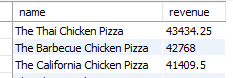 name revenue
The Thai Chicken Pizza 43434.25
The Barbecue Chicken Pizza 42768
The California Chicken Pizza 41409.5